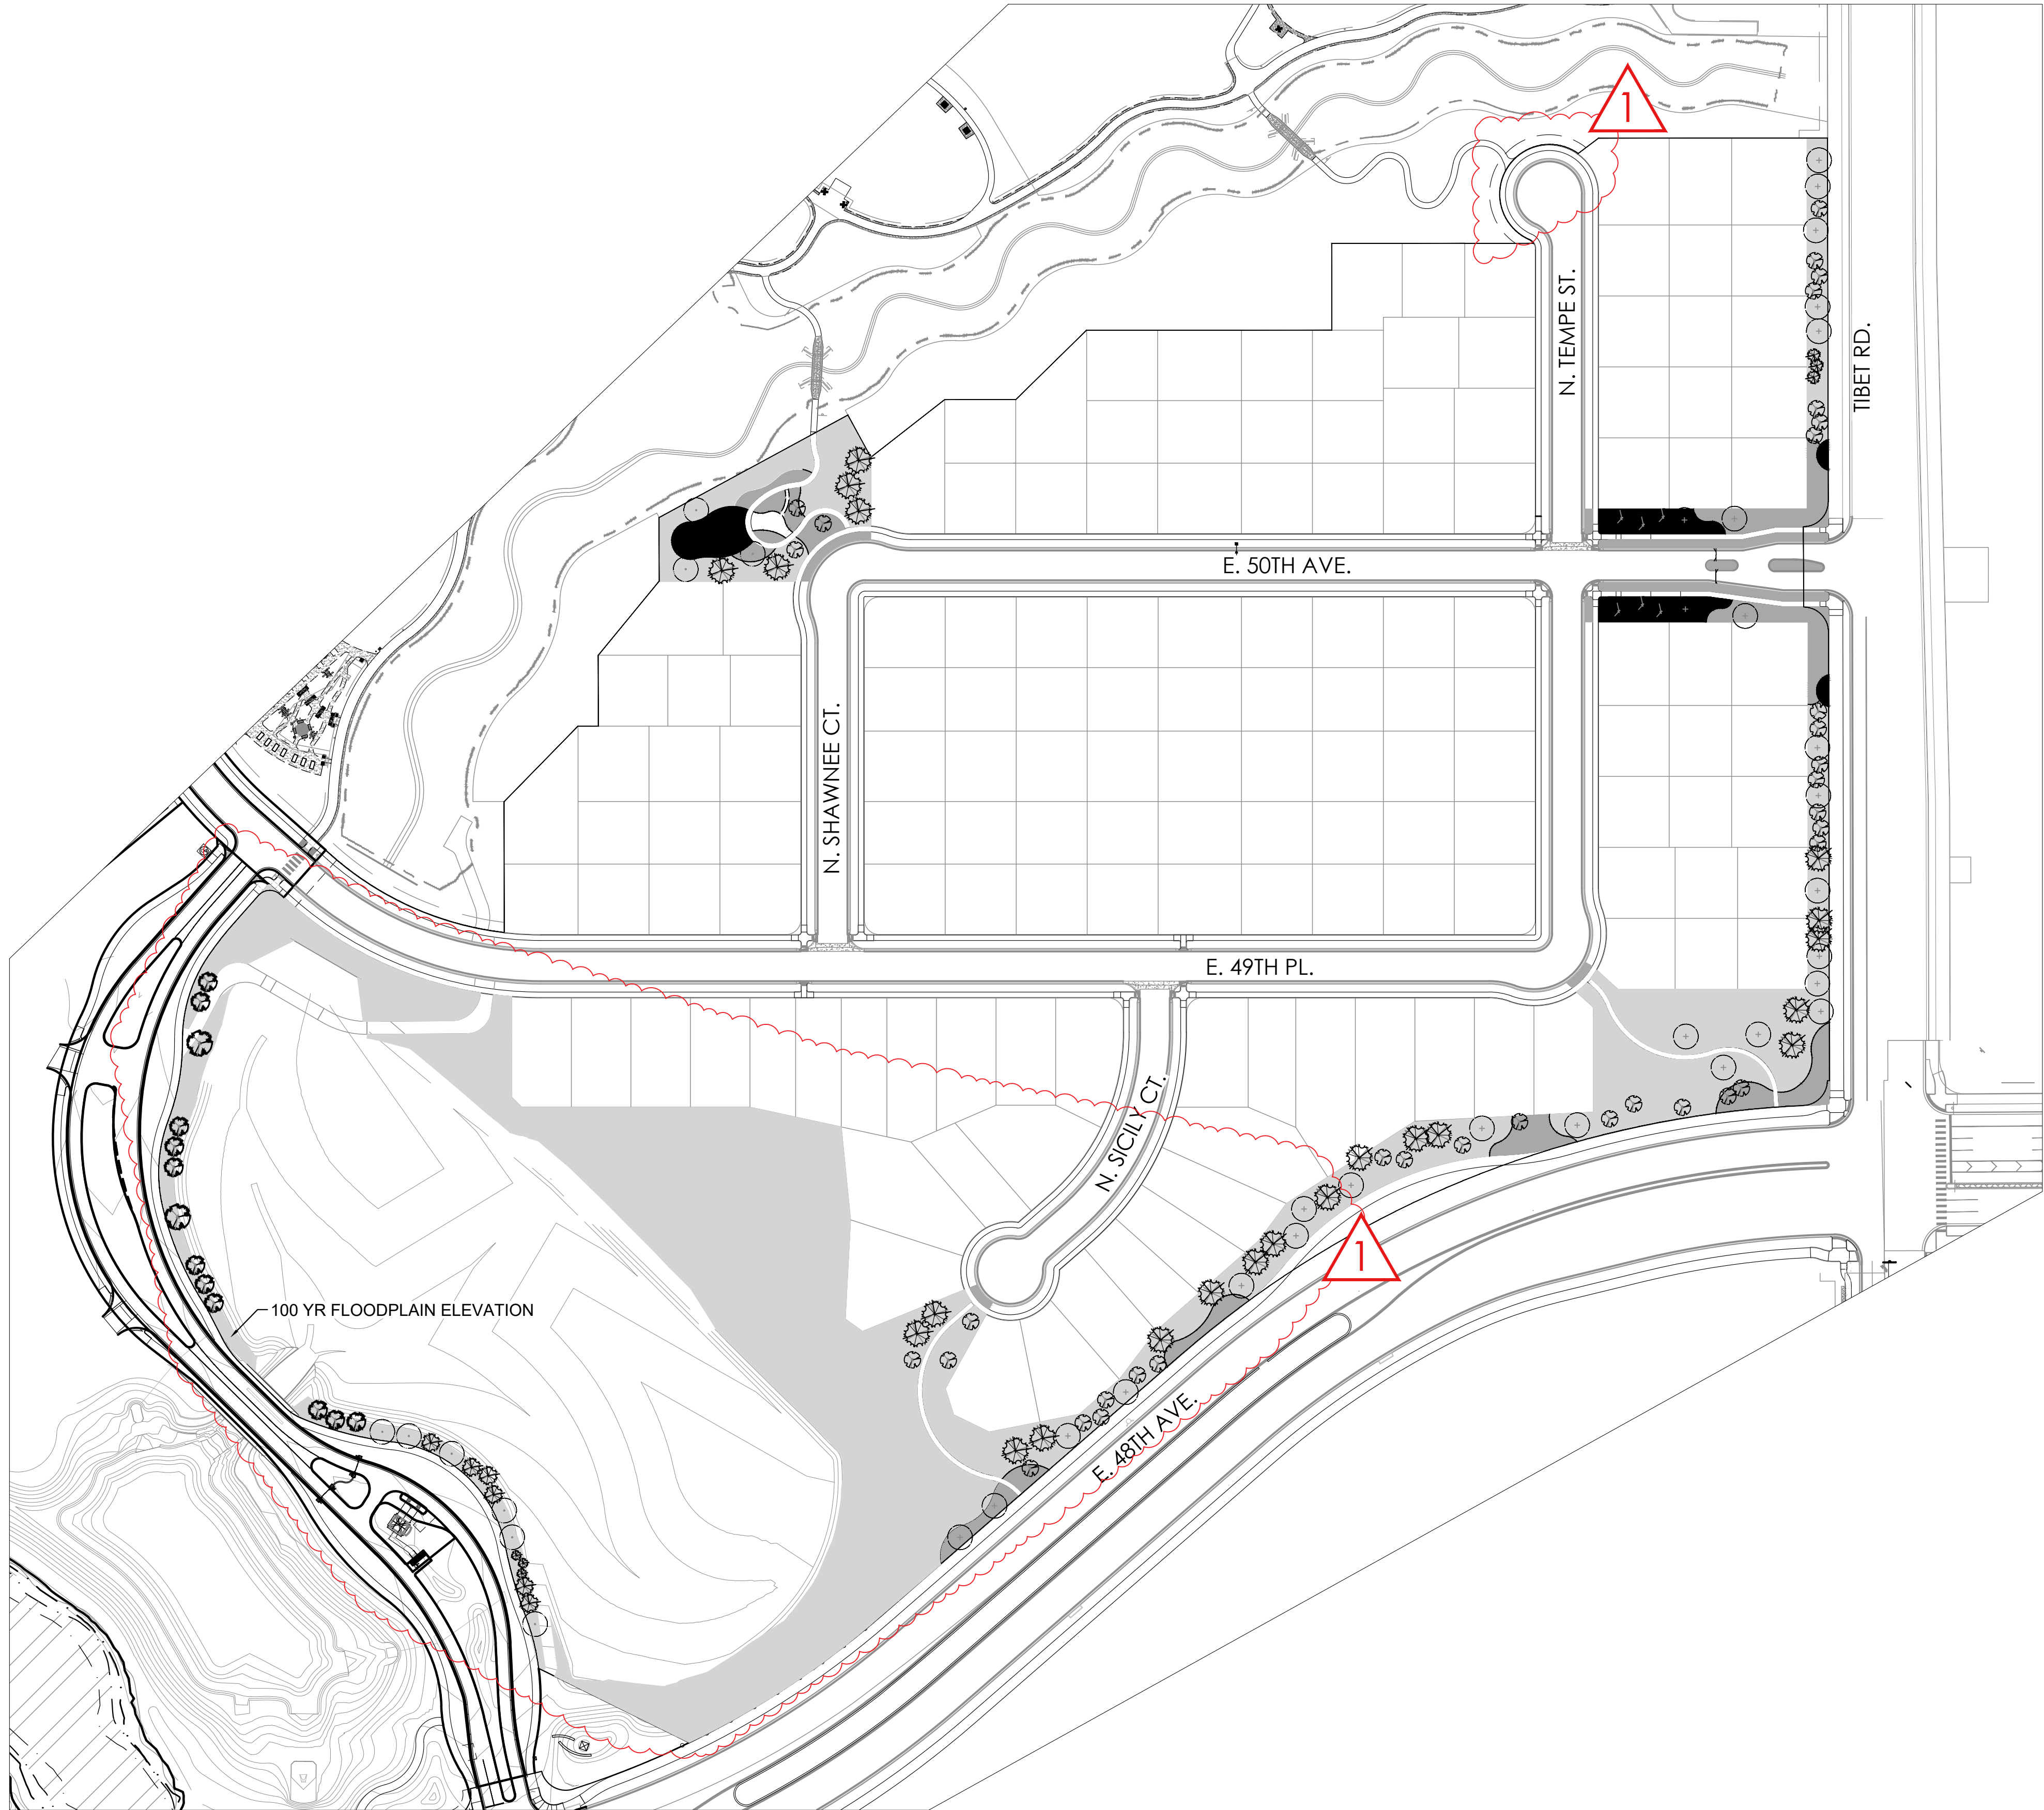 1
N. TEMPE ST.
TIBET RD.
E. 50TH AVE.
N. SHAWNEE CT.
E. 49TH PL.
N. SICILY CT.
1
100 YR FLOODPLAIN ELEVATION
E. 48TH AVE.